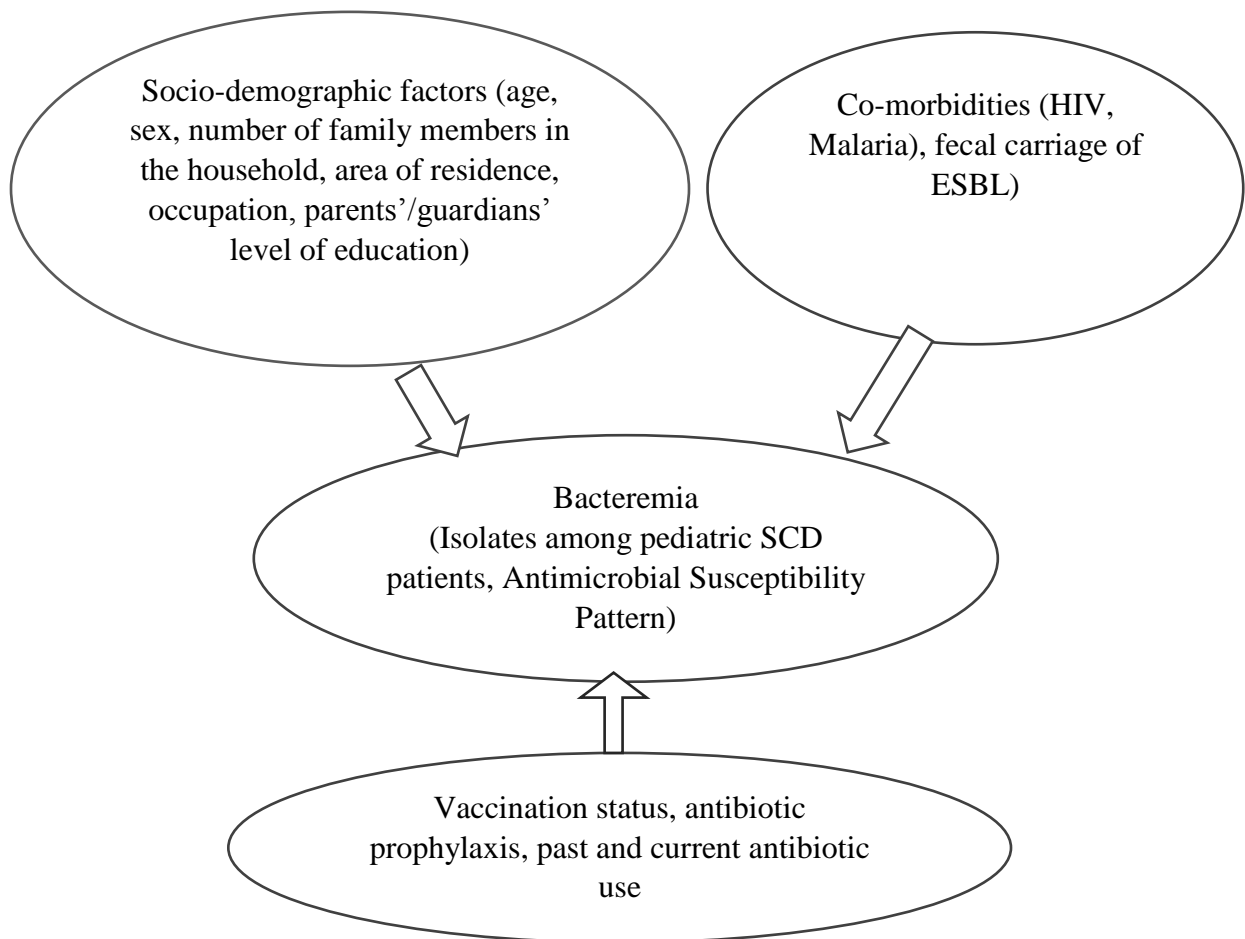 Socio-demographic factors (age,
sex, number of family members in
the household, area of residence,
occupation, parents’/guardians’
level of education)
Co-morbidities (HIV,
Malaria), fecal carriage of
ESBL)
Bacteremia
(Isolates among pediatric SCD
patients, Antimicrobial Susceptibility
Pattern)
Vaccination status, antibiotic
prophylaxis, past and current antibiotic
use